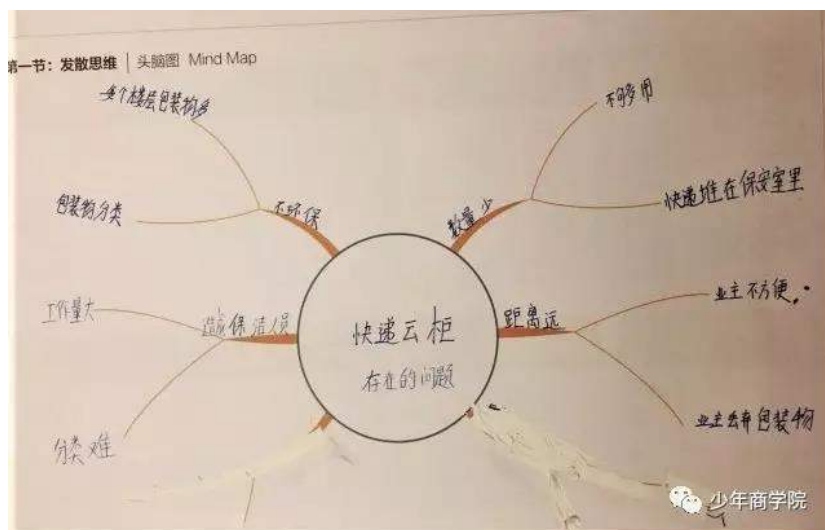 第一节：发散思维 | 头脑图 Mind Map
每个楼层包装物多
包装物分类
不环保
工作量大
保洁人员
分类难
快递云柜
存在的问题
数量少
不够用
快递堆在保安室里
距离远
业主不方便。
业主丢弃包装物
少年商学院